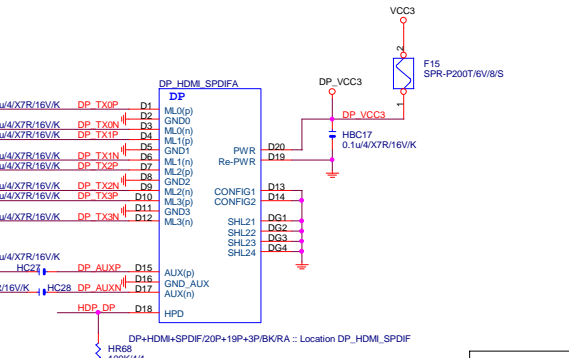 VCC3
2
F15
SPR-P200T/6V/8/S
1
DP_HDMI_SPDIFA
DP
DP_VCC3
DP_VCC3
HBC17
0.1u/4/X7R/16V/K
u/4/X7R/16V/K DP_TX0P D1 ML0(p)
D2 GND0
u/4/X7R/16V/K DP_TX0N D3 ML0(n)
u/4/X7R/16V/K DP_TX1P D4 ML1(p)
D5 GND1
u/4/X7R/16V/K DP_TX1N D6 ML1(n)
u/4/X7R/16V/K DP_TX2P D7 ML2(p)
D8 GND2
u/4/X7R/16V/K DP_TX2N D9 ML2(n)
u/4/X7R/16V/K DP_TX3P D10 ML3(p)
D11 GND3
u/4/X7R/16V/K DP_TX3N D12 ML3(n)
PWR D20
Re-PWR D19
CONFIG1 D13
CONFIG2 D14
SHL21 DG1
SHL22 DG2
SHL23 DG3
SHL24 DG4
u/4/X7R/16V/K
HC27 DP_AUXP D15 AUX(p)
D16 GND_AUX
/16V/K HC28 DP_AUXN D17 AUX(n)
HDP_DP D18 HPD
DP+HDMI+SPDIF/20P+19P+3P/BK/RA :: Location DP_HDMI_SPDIF
HR68